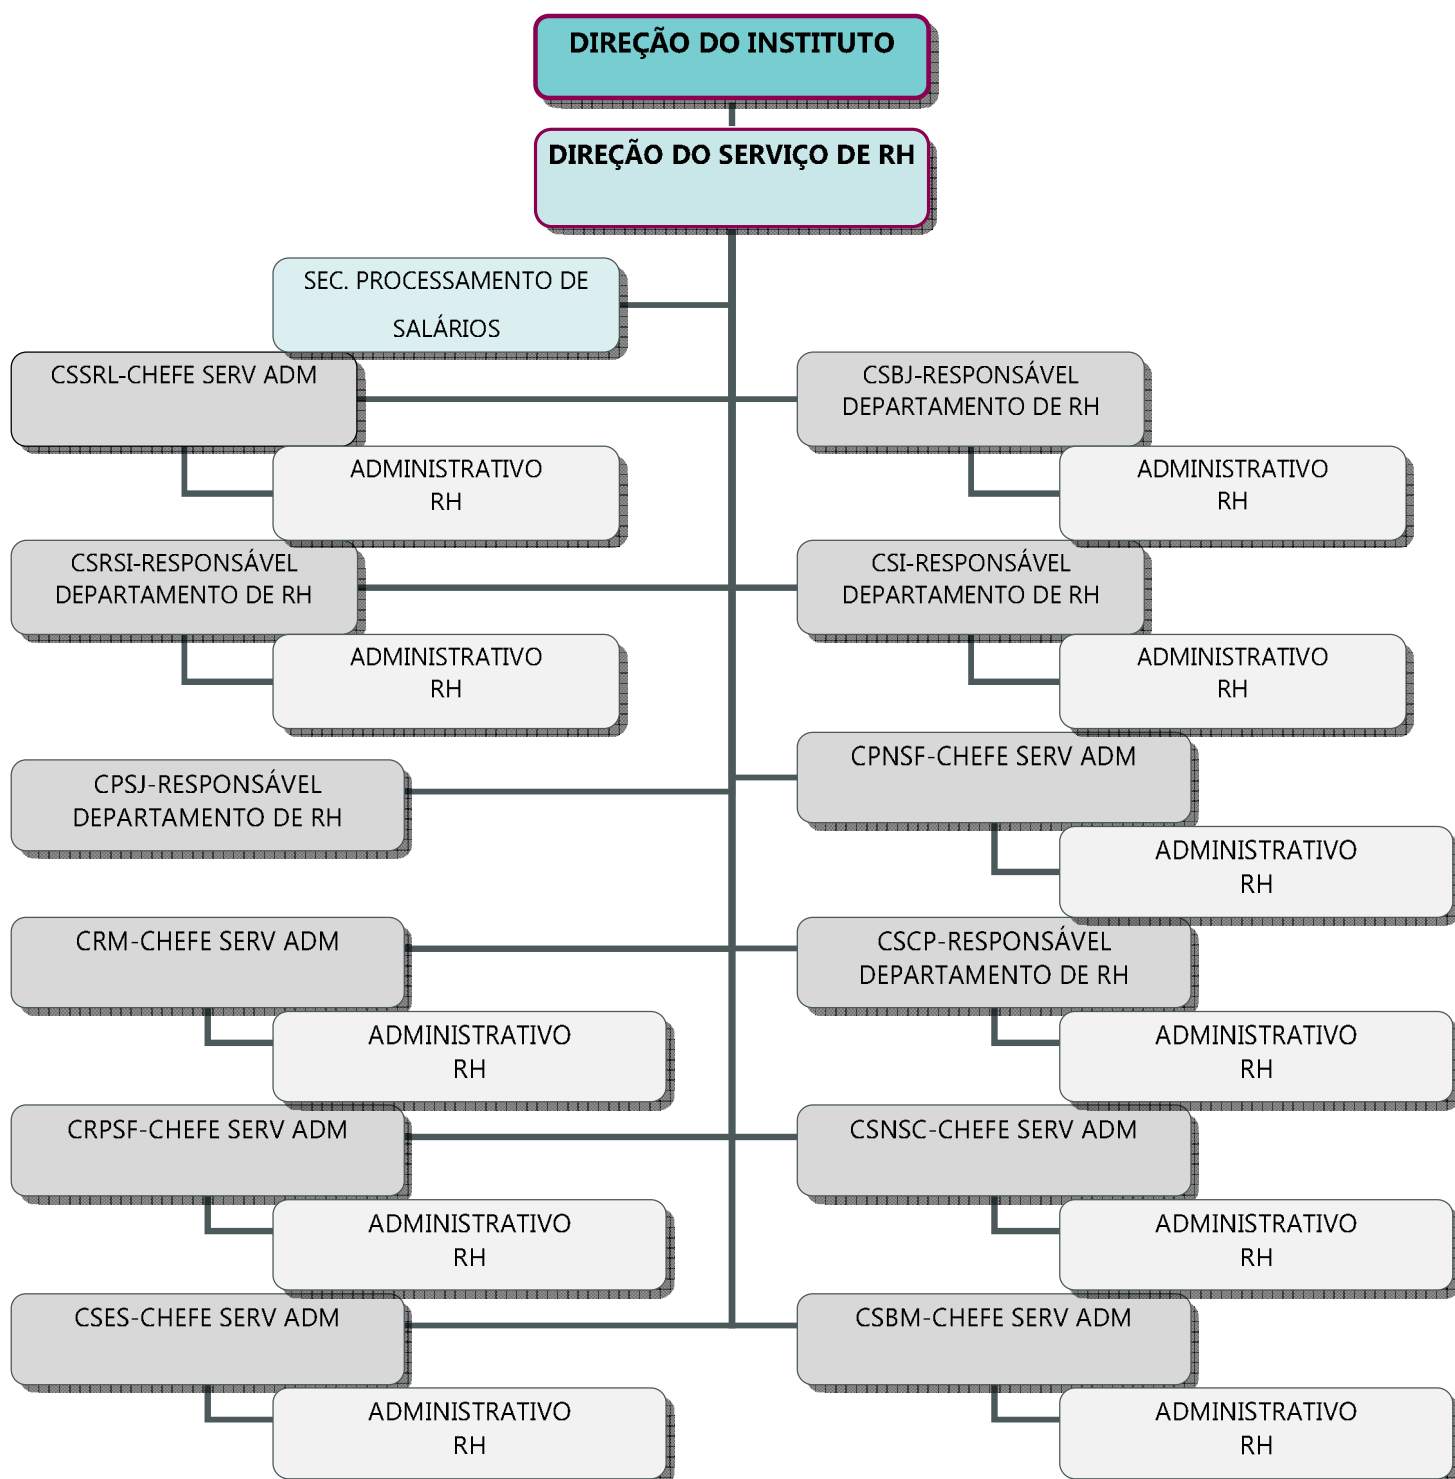 DIREÇÃO DO INSTITUTO
DIREÇÃO DO SERVIÇO DE RH
SEC. PROCESSAMENTO DE
SALÁRIOS
CSSRL-CHEFE SERV ADM
CSBJ-RESPONSÁVEL
DEPARTAMENTO DE RH
ADMINISTRATIVO
RH
ADMINISTRATIVO
RH
CSRSI-RESPONSÁVEL
DEPARTAMENTO DE RH
CSI-RESPONSÁVEL
DEPARTAMENTO DE RH
ADMINISTRATIVO
RH
ADMINISTRATIVO
RH
CPSJ-RESPONSÁVEL
DEPARTAMENTO DE RH
CPNSF-CHEFE SERV ADM
ADMINISTRATIVO
RH
CRM-CHEFE SERV ADM
CSCP-RESPONSÁVEL
DEPARTAMENTO DE RH
ADMINISTRATIVO
RH
ADMINISTRATIVO
RH
CRPSF-CHEFE SERV ADM
CSNSC-CHEFE SERV ADM
ADMINISTRATIVO
RH
ADMINISTRATIVO
RH
CSES-CHEFE SERV ADM
CSBM-CHEFE SERV ADM
ADMINISTRATIVO
RH
ADMINISTRATIVO
RH